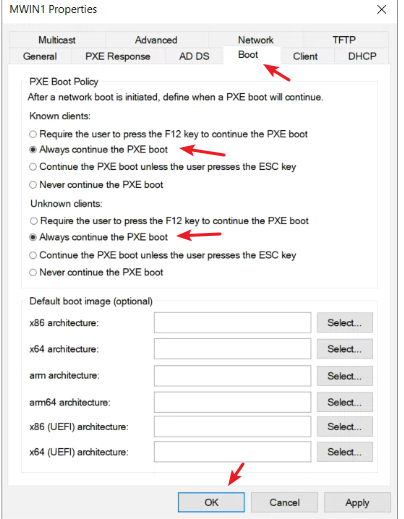 MWIN1 Properties
Multicast Advanced Network TFTP
General PXE Response AD DS Boot Client DHCP
PXE Boot Policy
After a network boot is initiated, define when a PXE boot will continue.
Known clients:
Require the user to press the F12 key to continue the PXE boot
Always continue the PXE boot
Continue the PXE boot unless the user presses the ESC key
Never continue the PXE boot
Unknown clients:
Require the user to press the F12 key to continue the PXE boot
Always continue the PXE boot
Continue the PXE boot unless the user presses the ESC key
Never continue the PXE boot
Default boot image (optional)
x86 architecture: Select...
x64 architecture: Select...
arm architecture: Select...
arm64 architecture: Select...
x86 (UEFI) architecture: Select...
x64 (UEFI) architecture: Select...
OK Cancel Apply